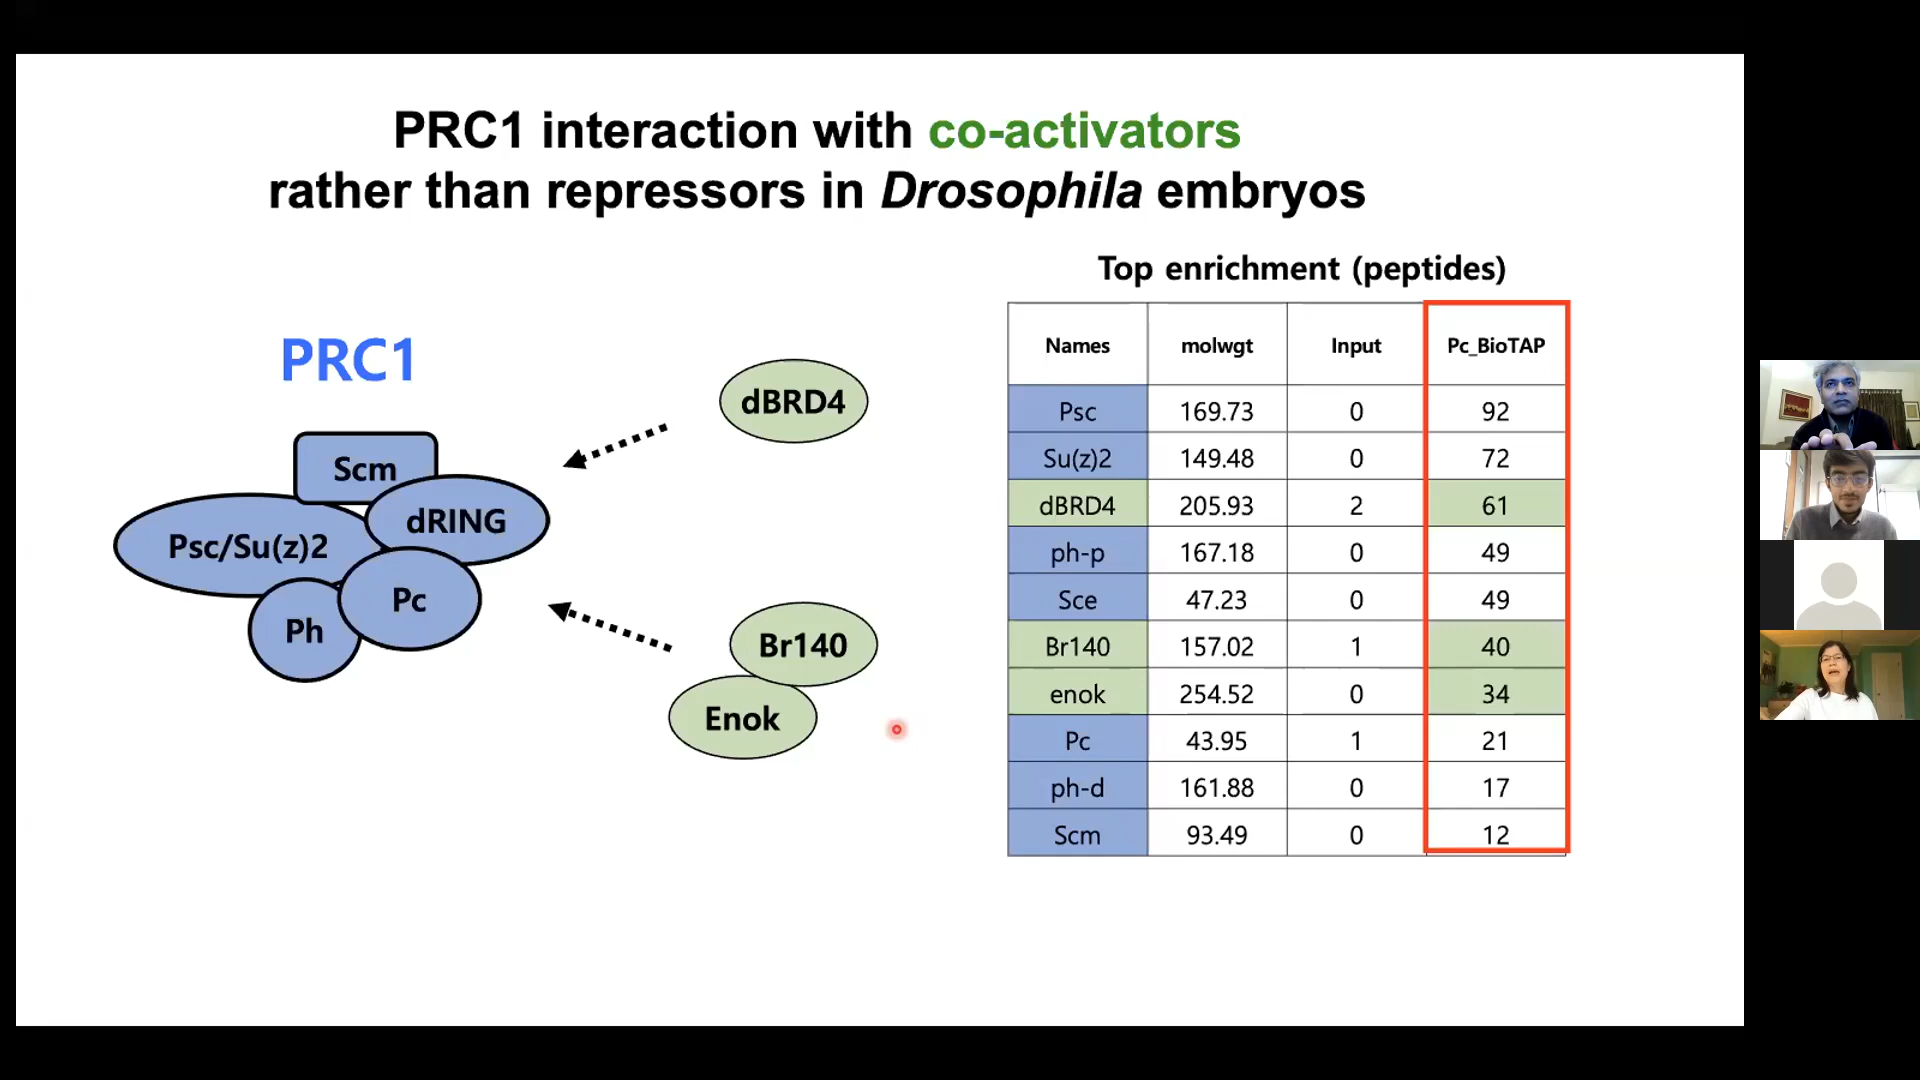 PRC1 interaction with co-activators
rather than repressors in Drosophila embryos
PRC1
Scm
dRING
Psc/Su(z)2
Pc
Ph
dBRD4
Br140
Enok
Top enrichment (peptides)
Names molwgt Input Pc_BioTAP
Psc 169.73 0 92
Su(z)2 149.48 0 72
dBRD4 205.93 2 61
ph-p 167.18 0 49
Sce 47.23 0 49
Br140 157.02 1 40
enok 254.52 0 34
Pc 43.95 1 21
ph-d 161.88 0 17
Scm 93.49 0 12